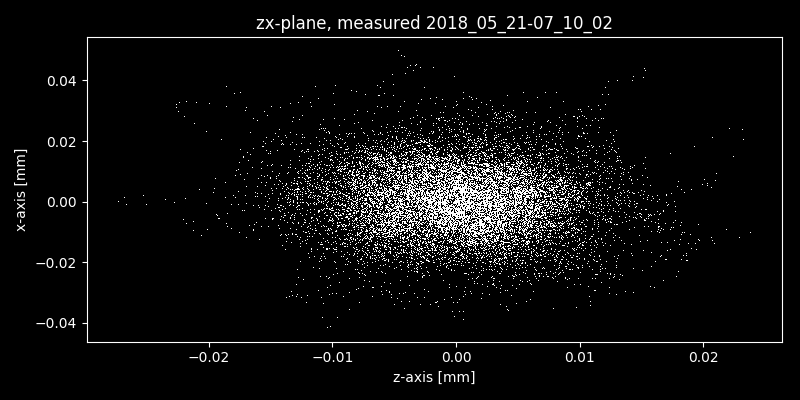 zx-plane, measured 2018_05_21-07_10_02
0.04
0.02
0.00
−0.02
−0.04
x-axis [mm]
−0.02 −0.01 0.00 0.01 0.02
z-axis [mm]